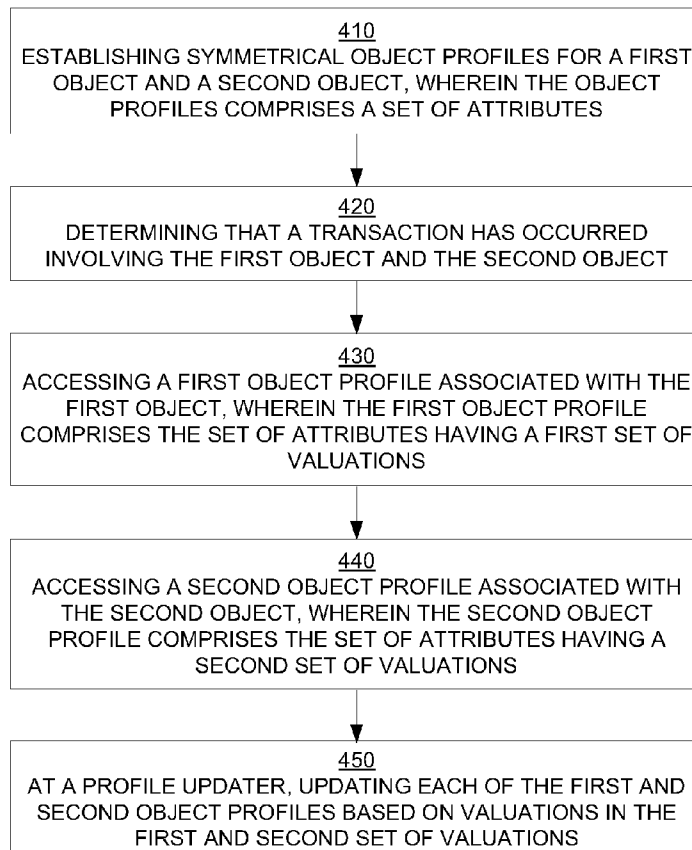 410
ESTABLISHING SYMMETRICAL OBJECT PROFILES FOR A FIRST
OBJECT AND A SECOND OBJECT, WHEREIN THE OBJECT
PROFILES COMPRISES A SET OF ATTRIBUTES
420
DETERMINING THAT A TRANSACTION HAS OCCURRED
INVOLVING THE FIRST OBJECT AND THE SECOND OBJECT
430
ACCESSING A FIRST OBJECT PROFILE ASSOCIATED WITH THE
FIRST OBJECT, WHEREIN THE FIRST OBJECT PROFILE
COMPRISES THE SET OF ATTRIBUTES HAVING A FIRST SET OF
VALUATIONS
440
ACCESSING A SECOND OBJECT PROFILE ASSOCIATED WITH
THE SECOND OBJECT, WHEREIN THE SECOND OBJECT
PROFILE COMPRISES THE SET OF ATTRIBUTES HAVING A
SECOND SET OF VALUATIONS
450
AT A PROFILE UPDATER, UPDATING EACH OF THE FIRST AND
SECOND OBJECT PROFILES BASED ON VALUATIONS IN THE
FIRST AND SECOND SET OF VALUATIONS